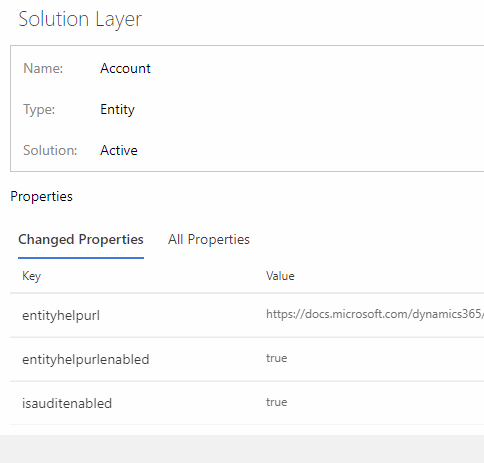 Solution Layer
Name: Account
Type: Entity
Solution: Active
Properties
Changed Properties All Properties
Key Value
entityhelpurl https://docs.microsoft.com/dynamics365/
entityhelpurlenabled true
isauditenabled true